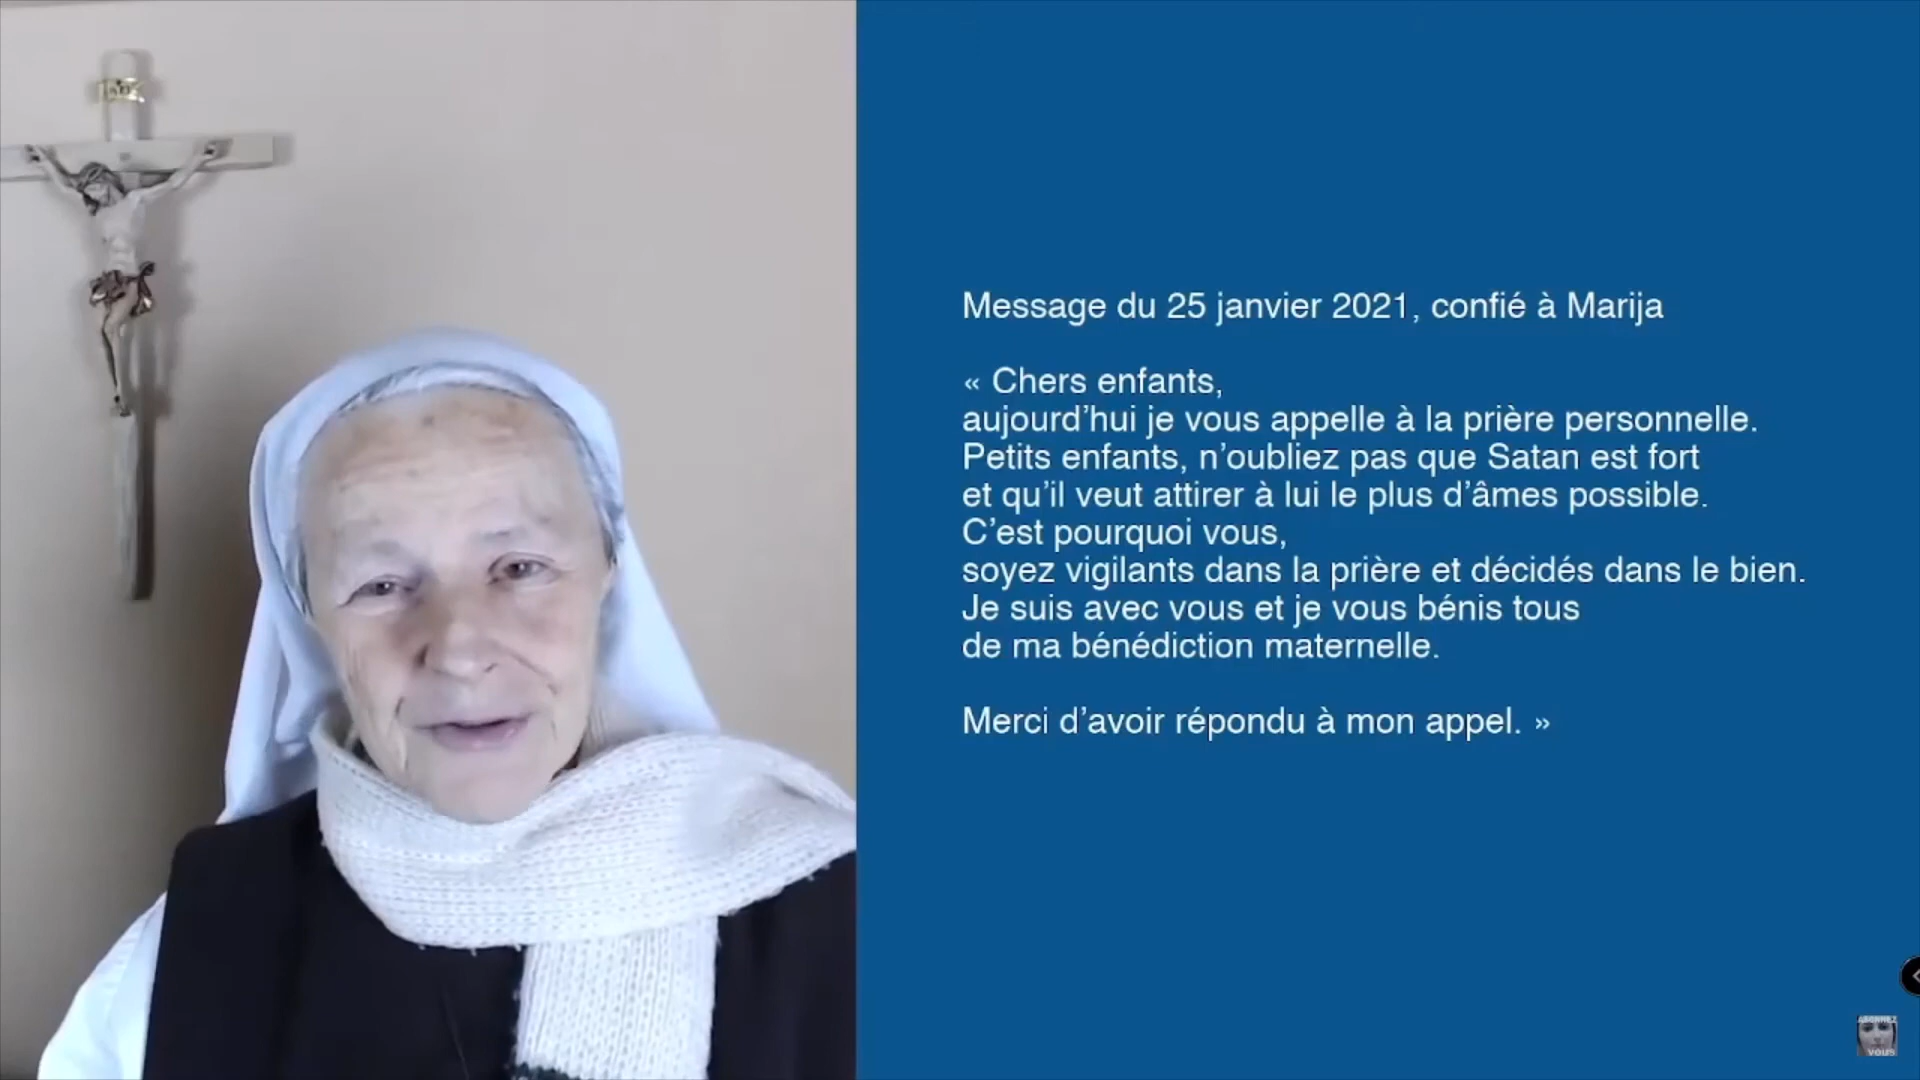 Message du 25 janvier 2021, confié à Marija
« Chers enfants,
aujourd’hui je vous appelle à la prière personnelle.
Petits enfants, n’oubliez pas que Satan est fort
et qu’il veut attirer à lui le plus d’âmes possible.
C’est pourquoi vous,
soyez vigilants dans la prière et décidés dans le bien.
Je suis avec vous et je vous bénis tous
de ma bénédiction maternelle.
Merci d’avoir répondu à mon appel. »
ABONNEZ
VOUS